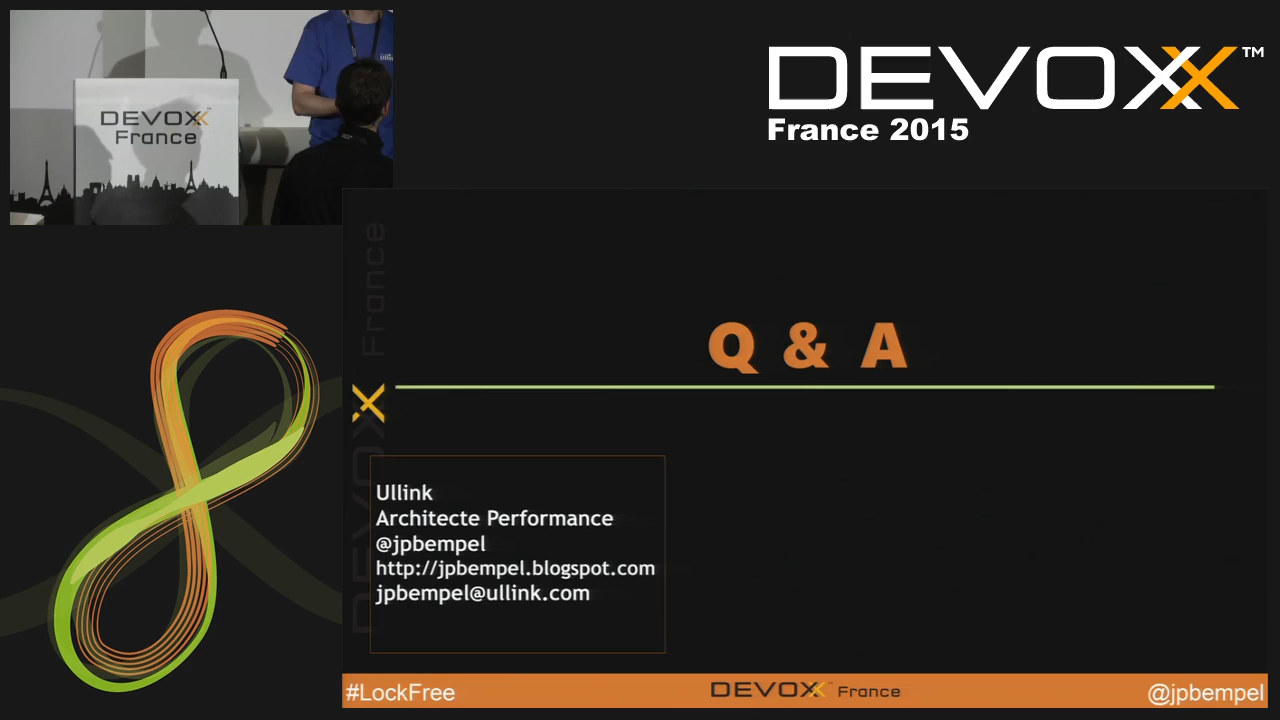 DEVOXX
France
DEVOXX™
France 2015
DEVOXX France
Q & A
Ullink
Architecte Performance
@jpbempel
http://jpbempel.blogspot.com
jpbempel@ullink.com
#LockFree
DEVOXX France
@jpbempel